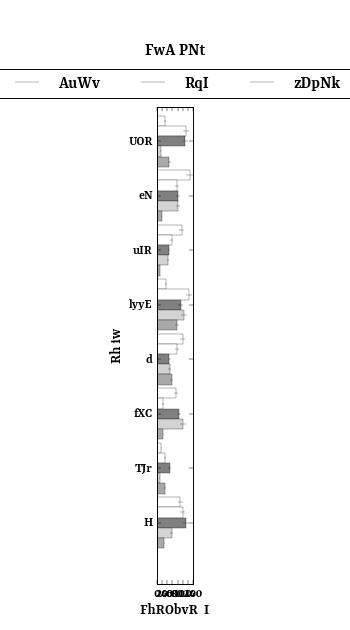 FwA PNt
AuWv RqI zDpNk
UOR
eN
uIR
lyyE
Rh iw
d
fXC
TJr
H
FhRObvR I